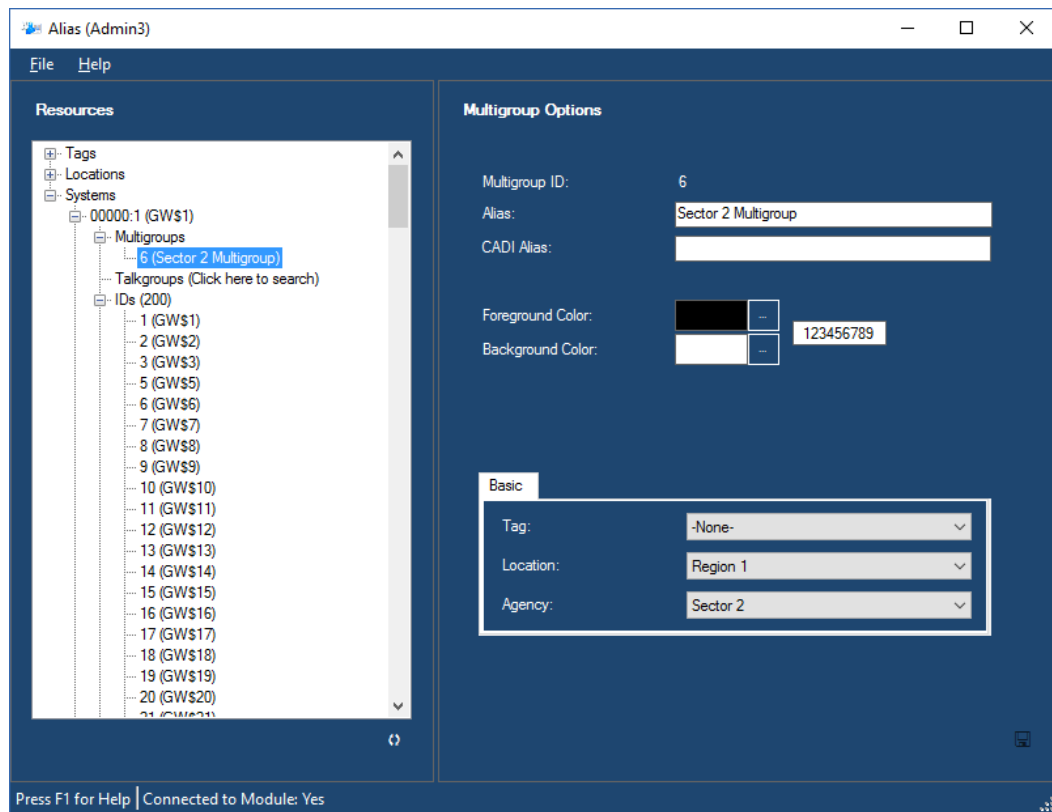 Alias (Admin3)
File Help
Resources
Tags
Locations
Systems
00000:1 (GW$1)
Multigroups
6 (Sector 2 Multigroup)
Talkgroups (Click here to search)
IDs (200)
1 (GW$1)
2 (GW$2)
3 (GW$3)
5 (GW$5)
6 (GW$6)
7 (GW$7)
8 (GW$8)
9 (GW$9)
10 (GW$10)
11 (GW$11)
12 (GW$12)
13 (GW$13)
14 (GW$14)
15 (GW$15)
16 (GW$16)
17 (GW$17)
18 (GW$18)
19 (GW$19)
20 (GW$20)
21 (GW$21)
Multigroup Options
Multigroup ID: 6
Alias: Sector 2 Multigroup
CADI Alias:
Foreground Color: ...
123456789
Background Color: ...
Basic
Tag: -None-
Location: Region 1
Agency: Sector 2
Press F1 for Help Connected to Module: Yes